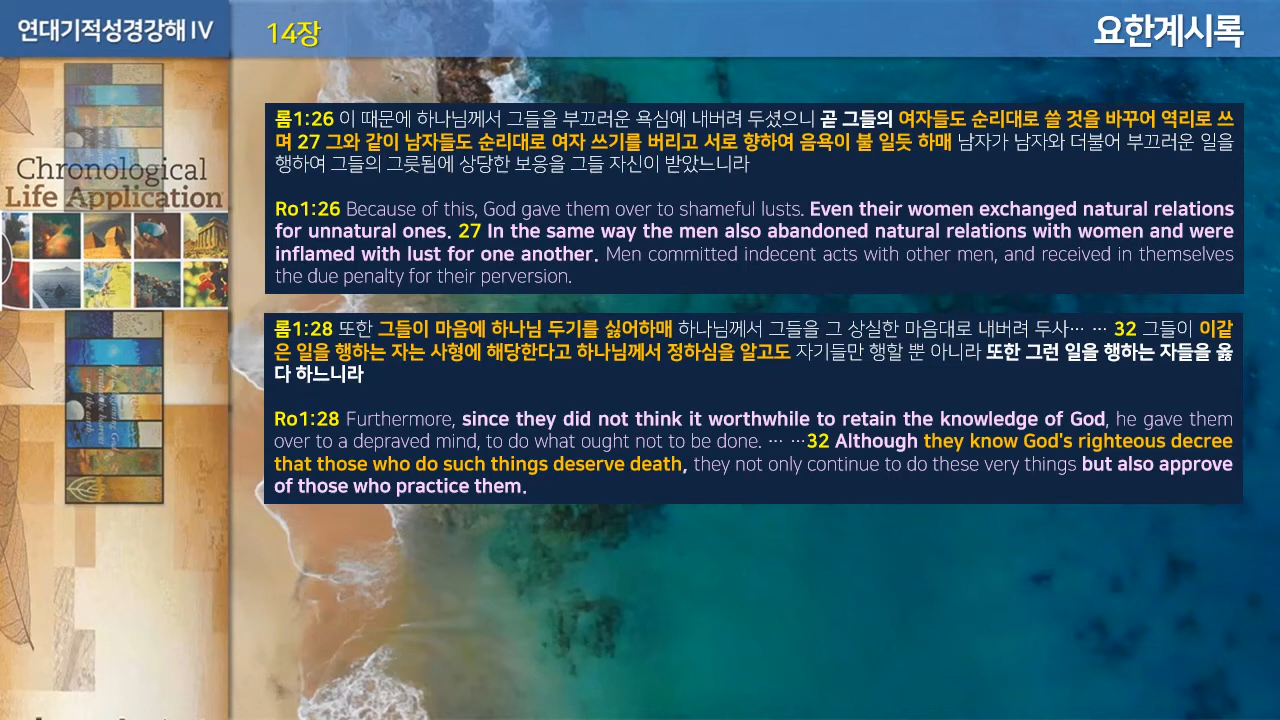 연대기적성경강해 IV
14장
요한계시록
Chronological
Life Application
롬1:26 이 때문에 하나님께서 그들을 부끄러운 욕심에 내버려 두셨으니 곧 그들의 여자들도 순리대로 쓸 것을 바꾸어 역리로 쓰
며 27 그와 같이 남자들도 순리대로 여자 쓰기를 버리고 서로 향하여 음욕이 불 일듯 하매 남자가 남자와 더불어 부끄러운 일을
행하여 그들의 그릇됨에 상당한 보응을 그들 자신이 받았느니라
Ro1:26 Because of this, God gave them over to shameful lusts. Even their women exchanged natural relations
for unnatural ones. 27 In the same way the men also abandoned natural relations with women and were
inflamed with lust for one another. Men committed indecent acts with other men, and received in themselves
the due penalty for their perversion.
롬1:28 또한 그들이 마음에 하나님 두기를 싫어하매 하나님께서 그들을 그 상실한 마음대로 내버려 두사… … 32 그들이 이같
은 일을 행하는 자는 사형에 해당한다고 하나님께서 정하심을 알고도 자기들만 행할 뿐 아니라 또한 그런 일을 행하는 자들을 옳
다 하느니라
Ro1:28 Furthermore, since they did not think it worthwhile to retain the knowledge of God, he gave them
over to a depraved mind, to do what ought not to be done. … …32 Although they know God's righteous decree
that those who do such things deserve death, they not only continue to do these very things but also approve
of those who practice them.